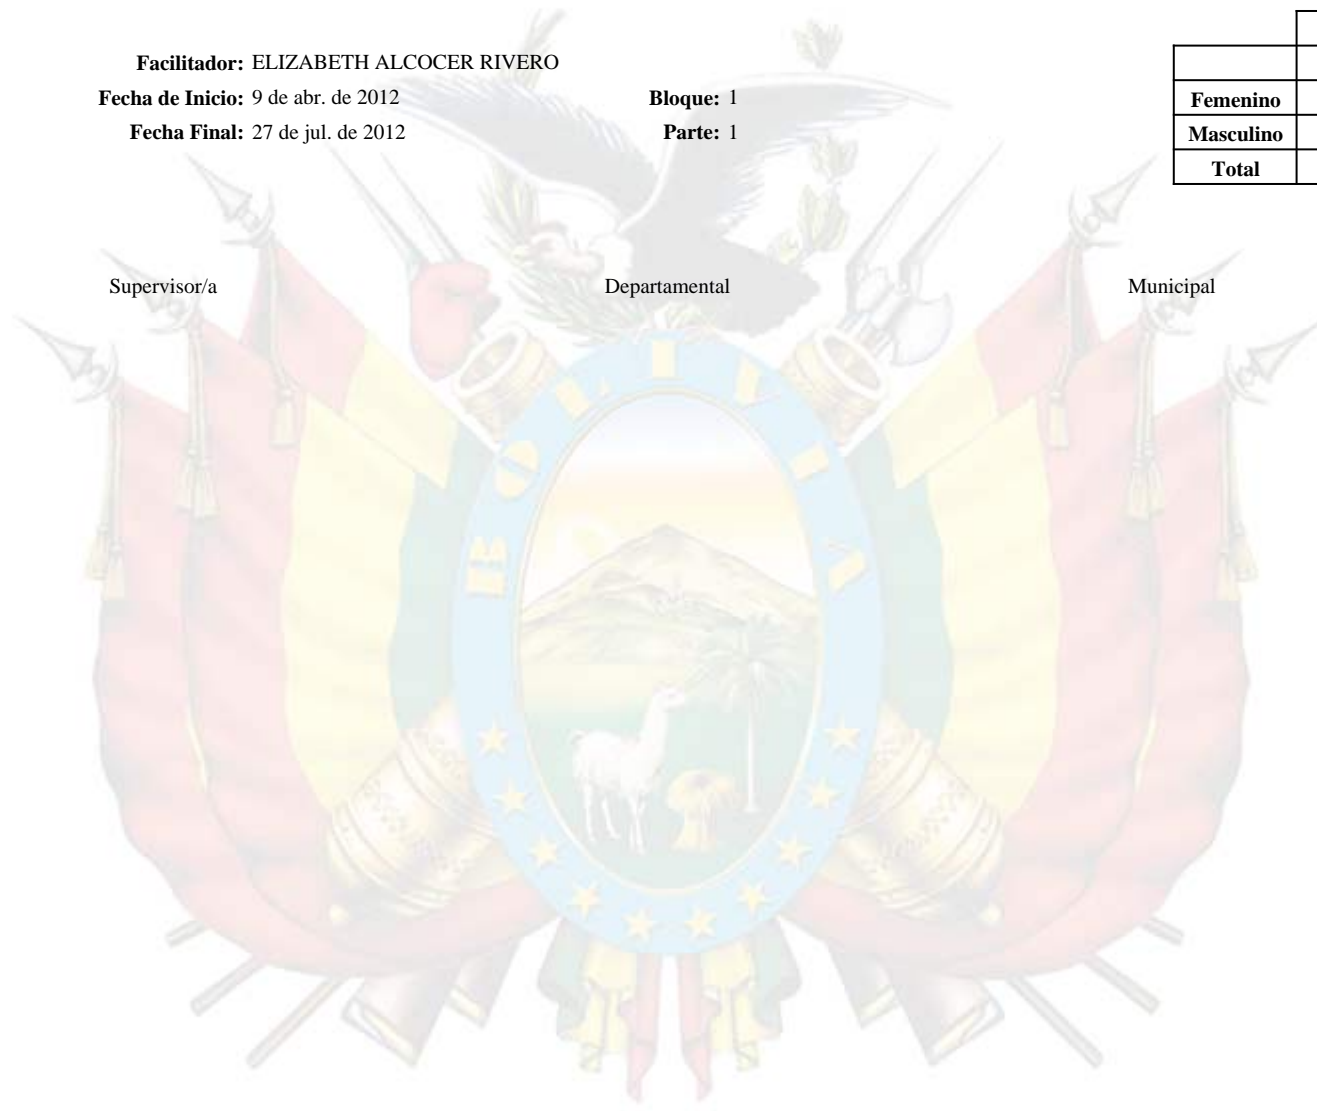 Facilitador: ELIZABETH ALCOCER RIVERO
Fecha de Inicio: 9 de abr. de 2012 Bloque: 1
Fecha Final: 27 de jul. de 2012 Parte: 1
Femenino
Masculino
Total
Supervisor/a Departamental Municipal
BOLIVIA